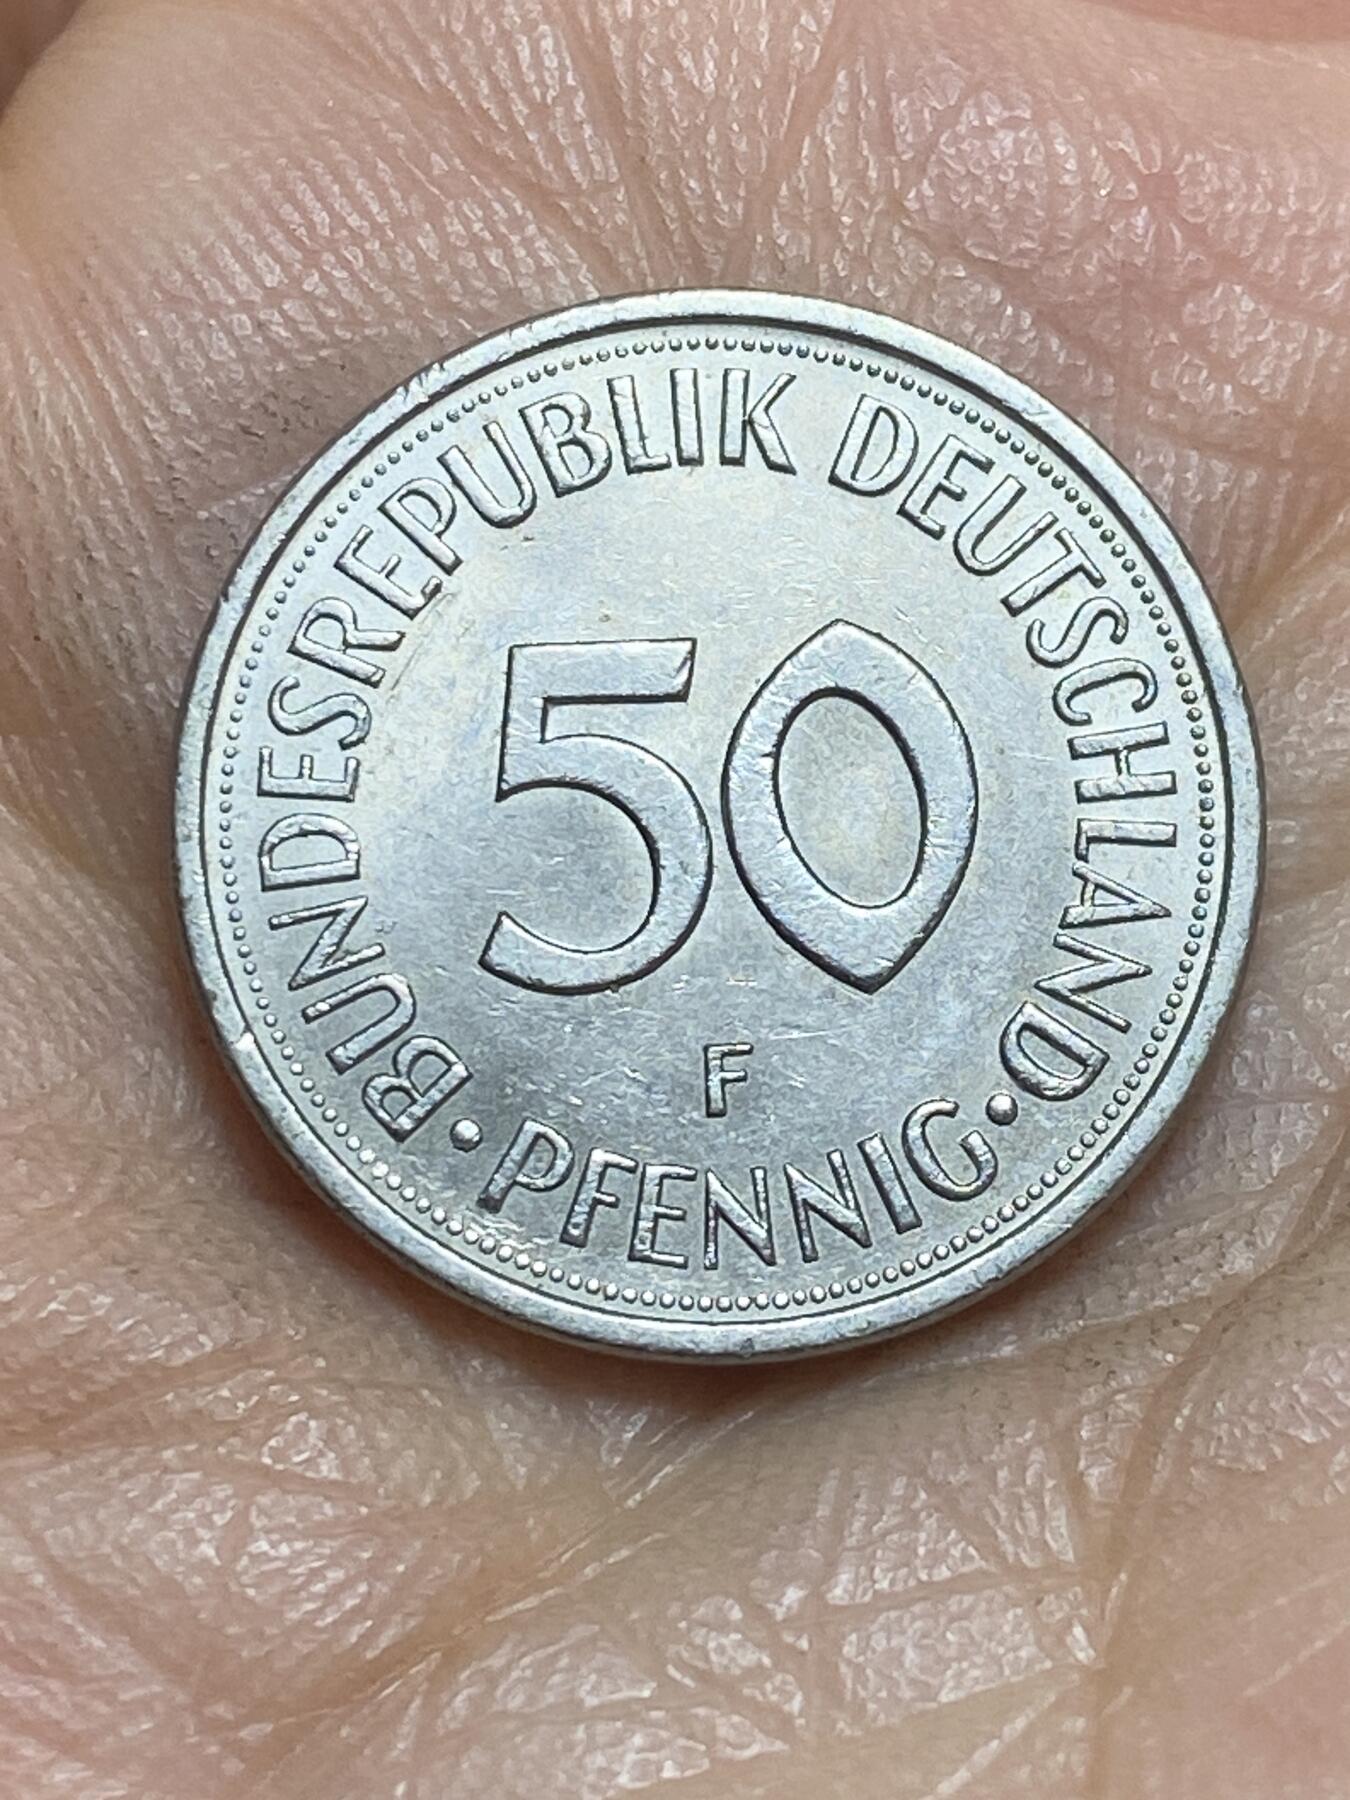 BUNDESREPUBLIK DEUTSCHLAND
50
F
• PFENNIG •